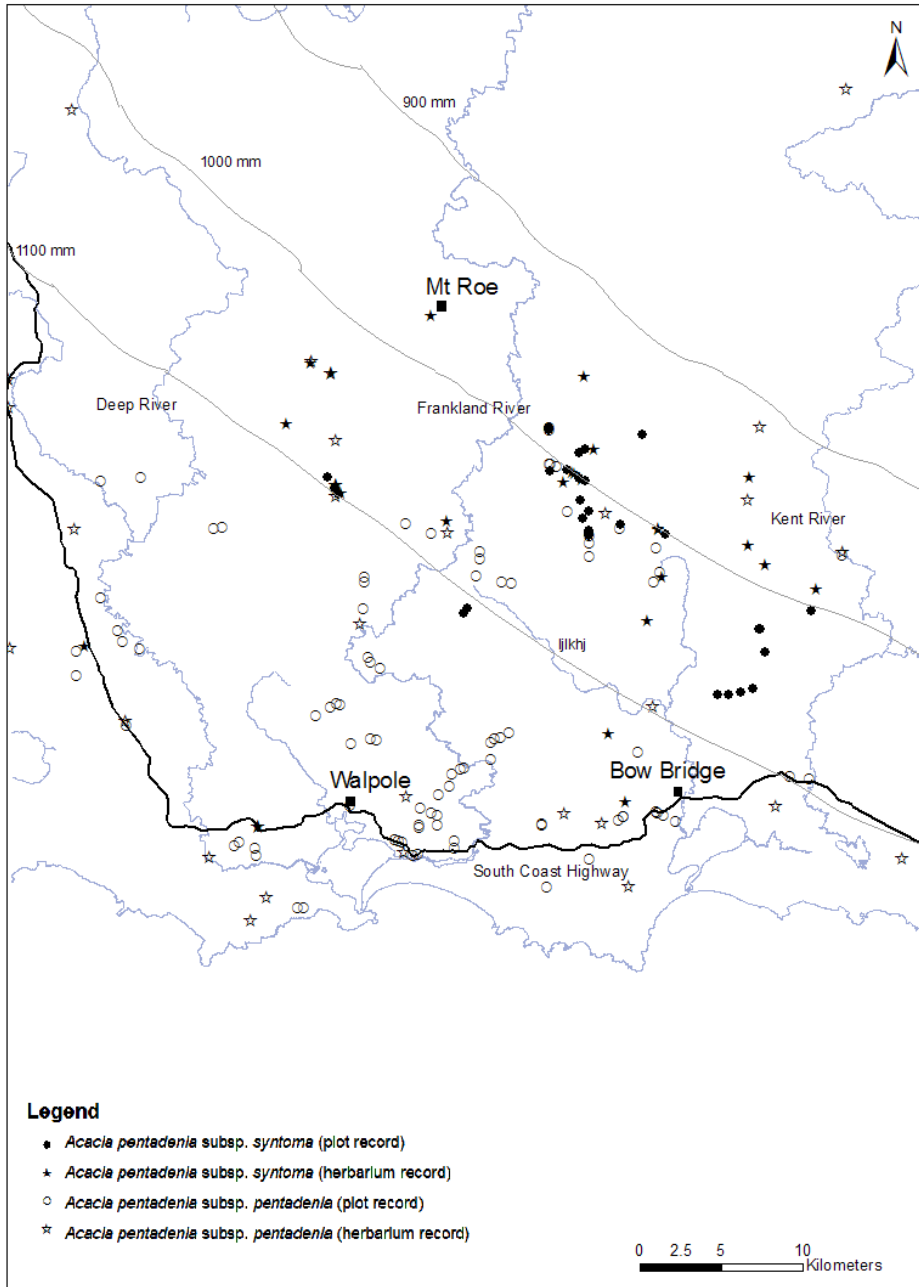 N
900 mm
1000 mm
1100 mm
Mt Roe
Deep River
Frankland River
Kent River
ljlkhj
Walpole
Bow Bridge
South Coast Highway
Legend
Acacia pentadenia subsp. syntoma (plot record)
Acacia pentadenia subsp. syntoma (herbarium record)
Acacia pentadenia subsp. pentadenia (plot record)
Acacia pentadenia subsp. pentadenia (herbarium record)
0 2.5 5 10
Kilometers